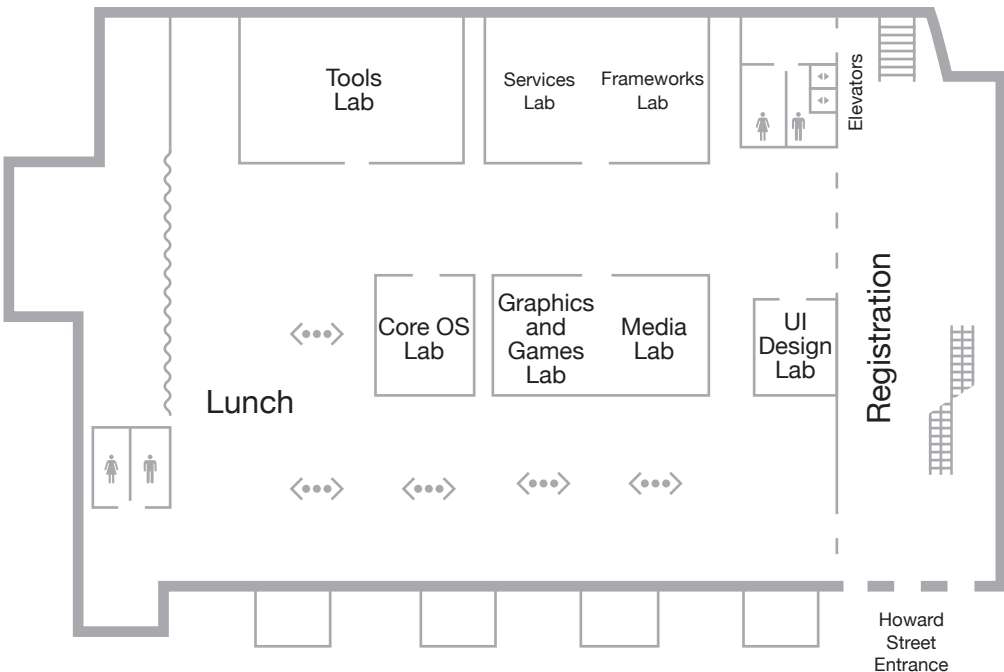 Tools
Lab
Services
Lab
Frameworks
Lab
Elevators
Core OS
Lab
Graphics
and
Games
Lab
Media
Lab
UI
Design
Lab
Registration
Lunch
Howard
Street
Entrance